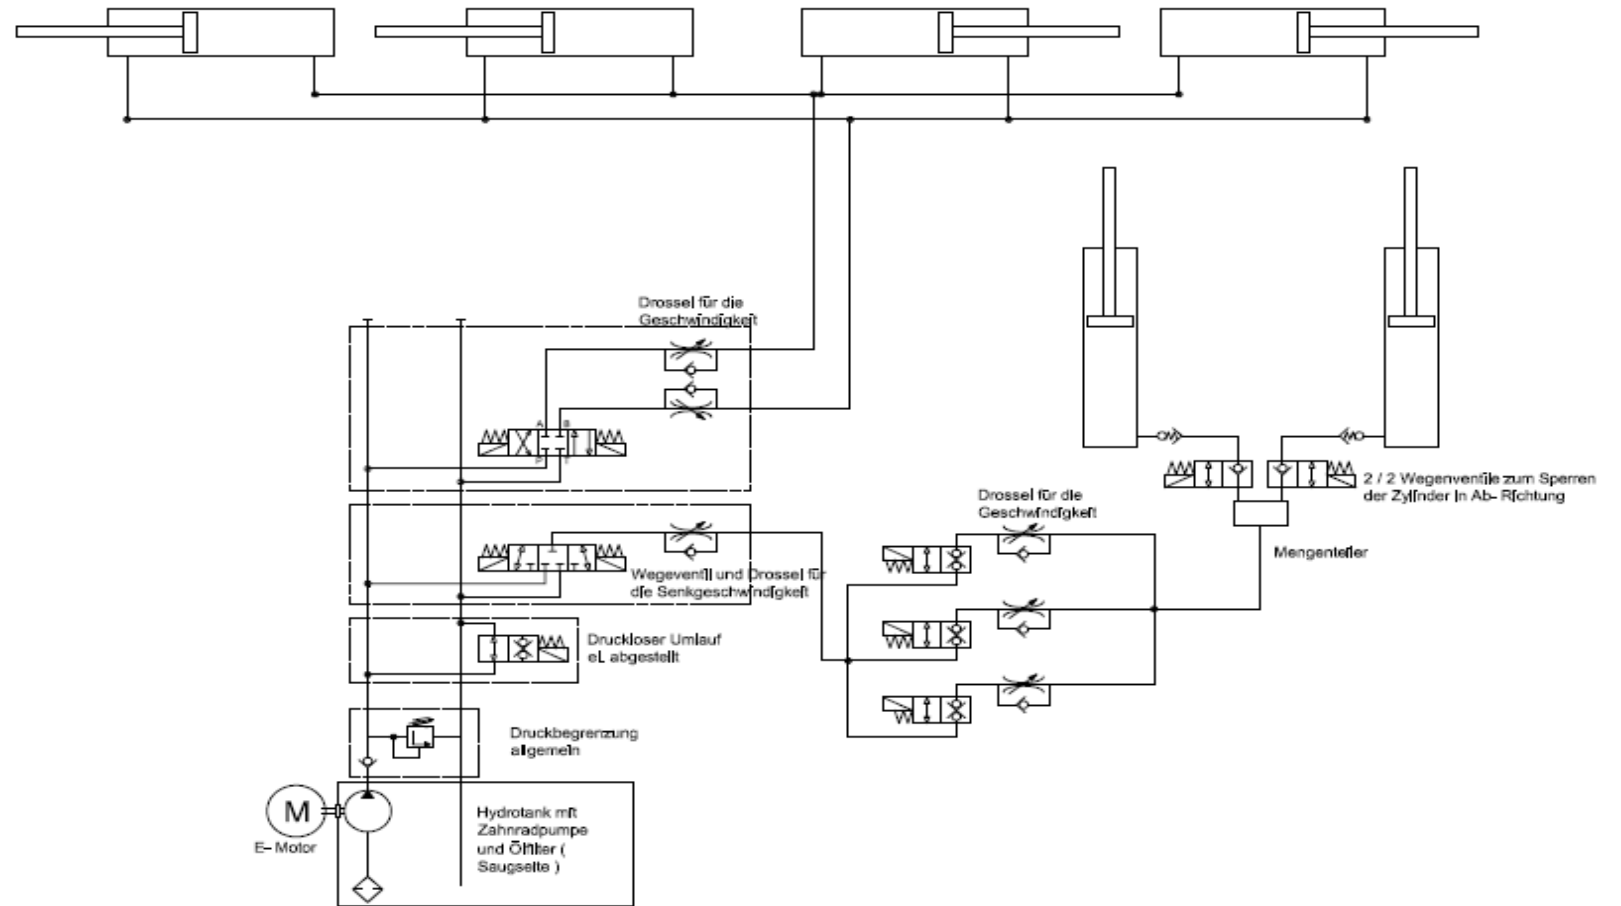 Drossel für die
Geschwindigkeit
A B
P T
2 / 2 Wegenventile zum Sperren
der Zylinder in Ab- Richtung
Drossel für die
Geschwindigkeit
Mengenteiler
Wegeventil und Drossel für
die Senkgeschwindigkeit
Druckloser Umlauf
el. abgestellt
Druckbegrenzung
allgemein
M
E- Motor
Hydrotank mit
Zahnradpumpe
und Ölfilter (
Saugseite )